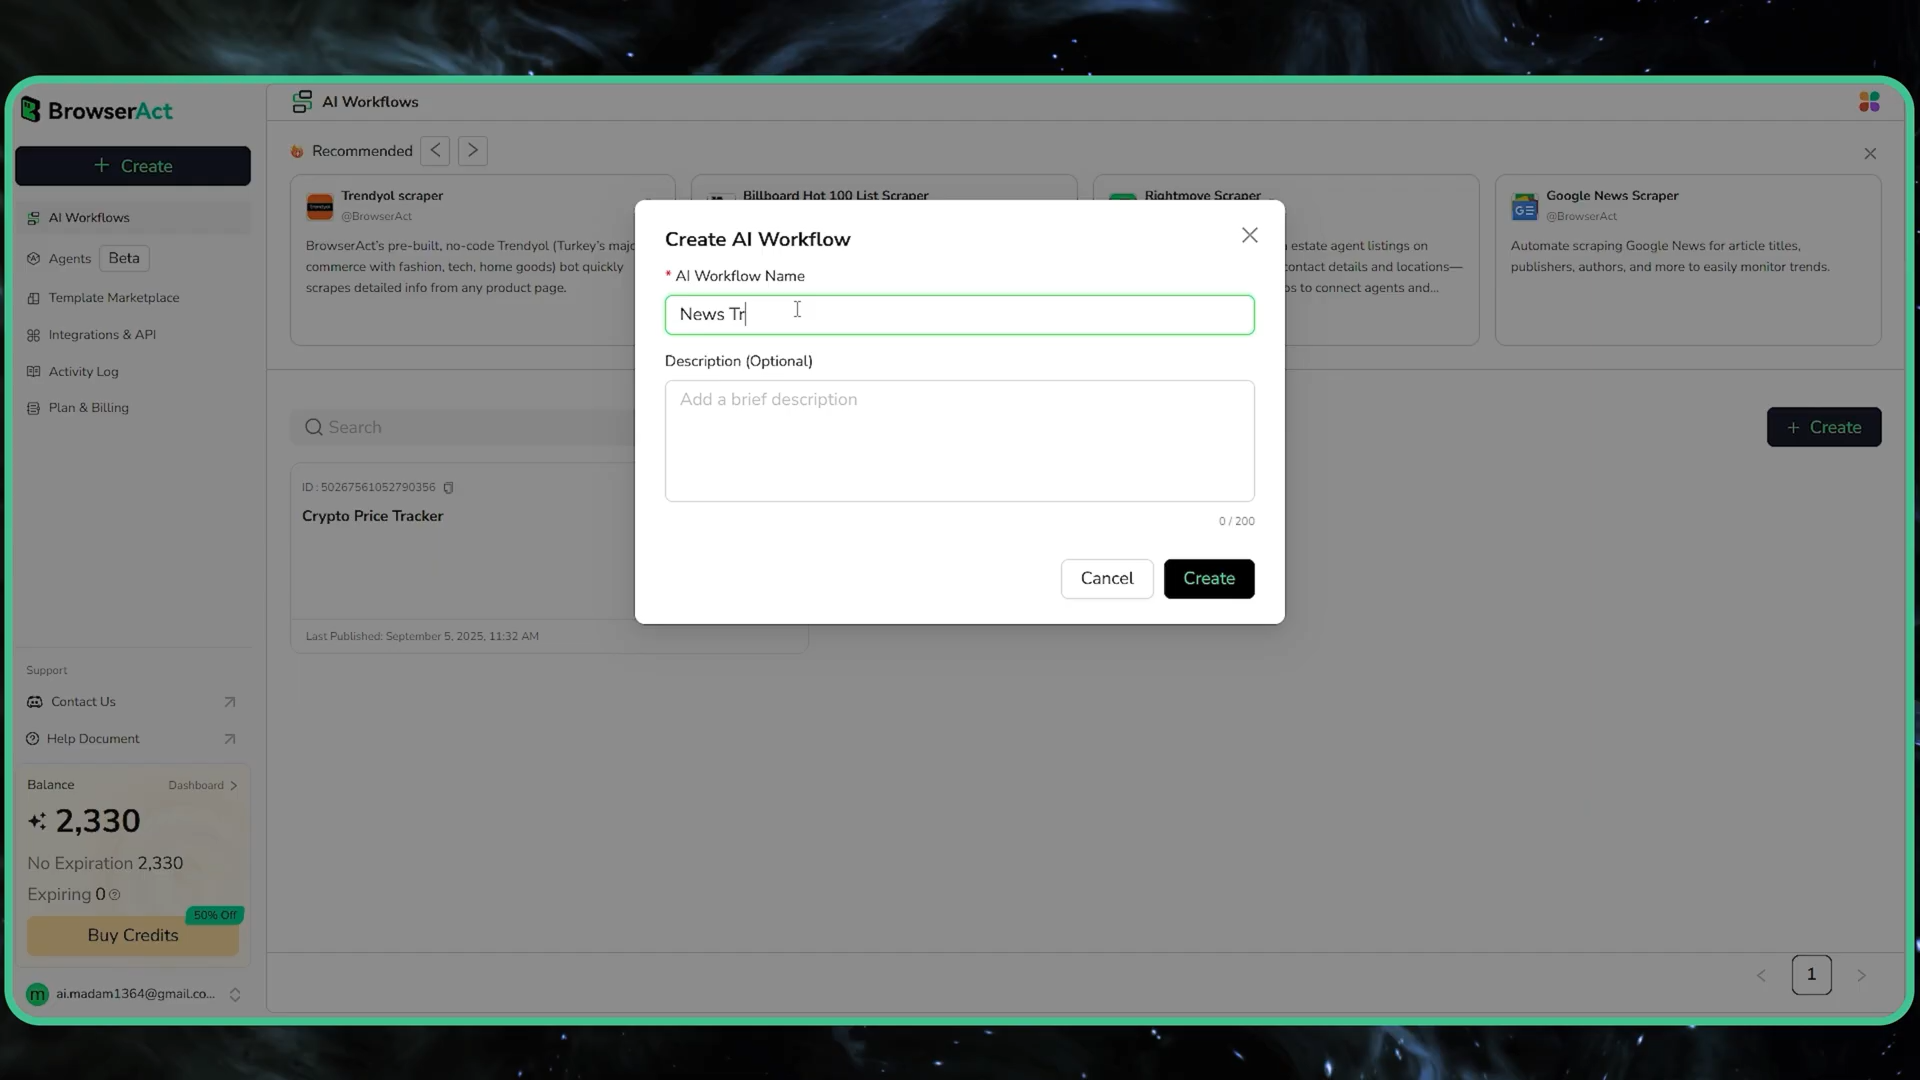 BrowserAct
Create
AI Workflows
Agents Beta
Template Marketplace
Integrations & API
Activity Log
Plan & Billing
Support
Contact Us
Help Document
Balance
Dashboard
2,330
No Expiration 2,330
Expiring 0
50% Off
Buy Credits
m
ai.madam1364@gmail.co...
AI Workflows
Recommended
Trendyol scraper
@BrowserAct
BrowserAct's pre-built, no-code Trendyol (Turkey's majo
commerce with fashion, tech, home goods) bot quickly
scrapes detailed info from any product page.
Billboard Hot 100 List Scraper
Rightmove Scraper
estate agent listings on
ontact details and locations—
s to connect agents and...
Google News Scraper
@BrowserAct
Automate scraping Google News for article titles,
publishers, authors, and more to easily monitor trends.
Search
+ Create
ID : 50267561052790356
Crypto Price Tracker
Last Published: September 5, 2025, 11:32 AM
Create AI Workflow
* AI Workflow Name
News Tr
Description (Optional)
Add a brief description
0 / 200
Cancel
Create
1